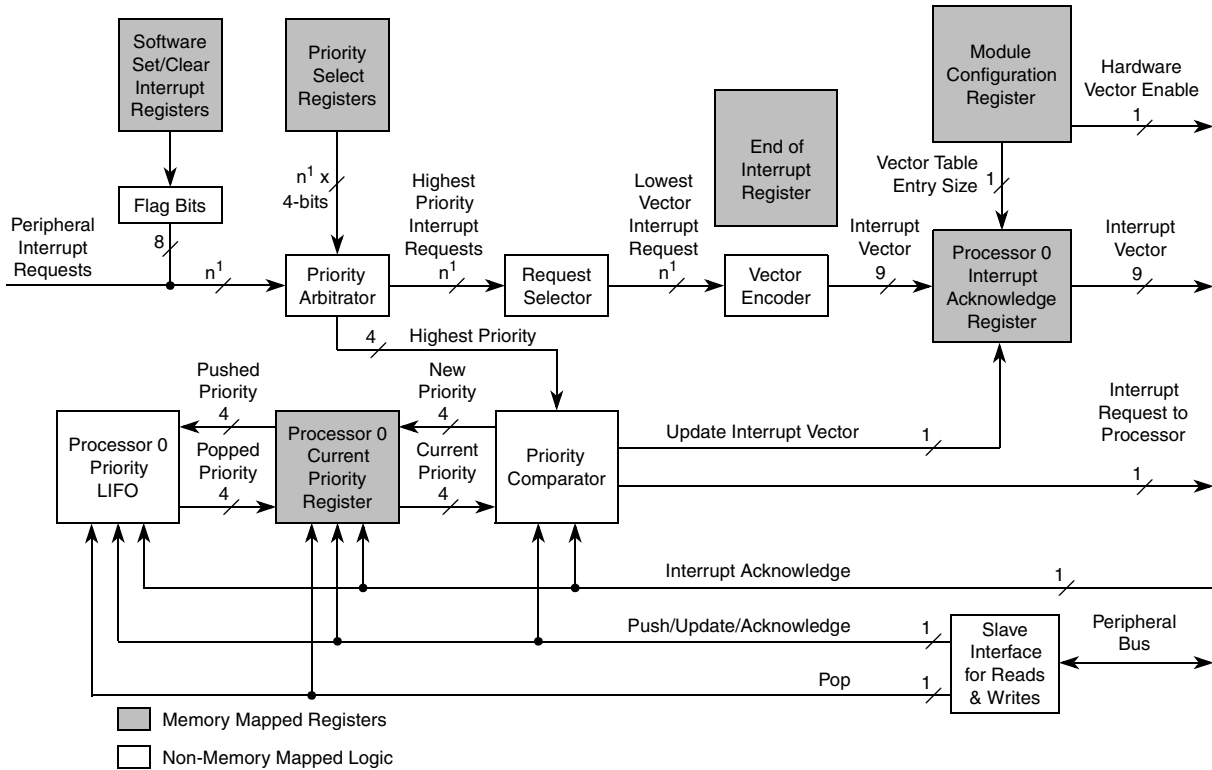 Software
Set/Clear
Interrupt
Registers
Priority
Select
Registers
Module
Configuration
Register
Hardware
Vector Enable
1
End of
Interrupt
Register
Flag Bits
8
n¹ x
4-bits
Vector Table
Entry Size
1
Peripheral
Interrupt
Requests
n¹
Priority
Arbitrator
Highest
Priority
Interrupt
Requests
n¹
Request
Selector
Lowest
Vector
Interrupt
Request
n¹
Vector
Encoder
Interrupt
Vector
9
Processor 0
Interrupt
Acknowledge
Register
Interrupt
Vector
9
4
Highest Priority
Pushed
Priority
4
New
Priority
4
Processor 0
Priority
LIFO
Popped
Priority
4
Processor 0
Current
Priority
Register
Current
Priority
4
Priority
Comparator
Update Interrupt Vector
1
Interrupt
Request to
Processor
1
Interrupt Acknowledge
1
Push/Update/Acknowledge
1
Slave
Interface
for Reads
& Writes
Peripheral
Bus
Pop
1
Memory Mapped Registers
Non-Memory Mapped Logic